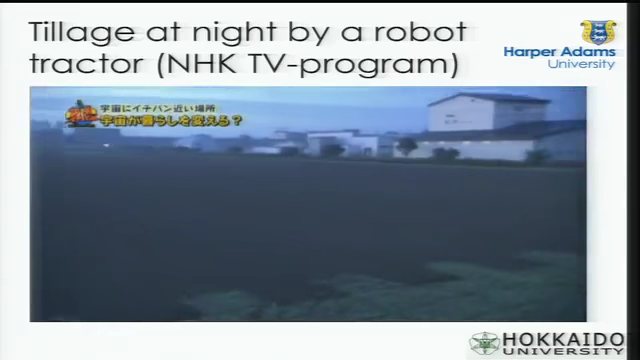 Tillage at night by a robot
tractor (NHK TV-program)
Harper Adams
University
宇宙にイチバン近い場所
宇宙が暮らしを変える?
HOKKAIDO
UNIVERSITY